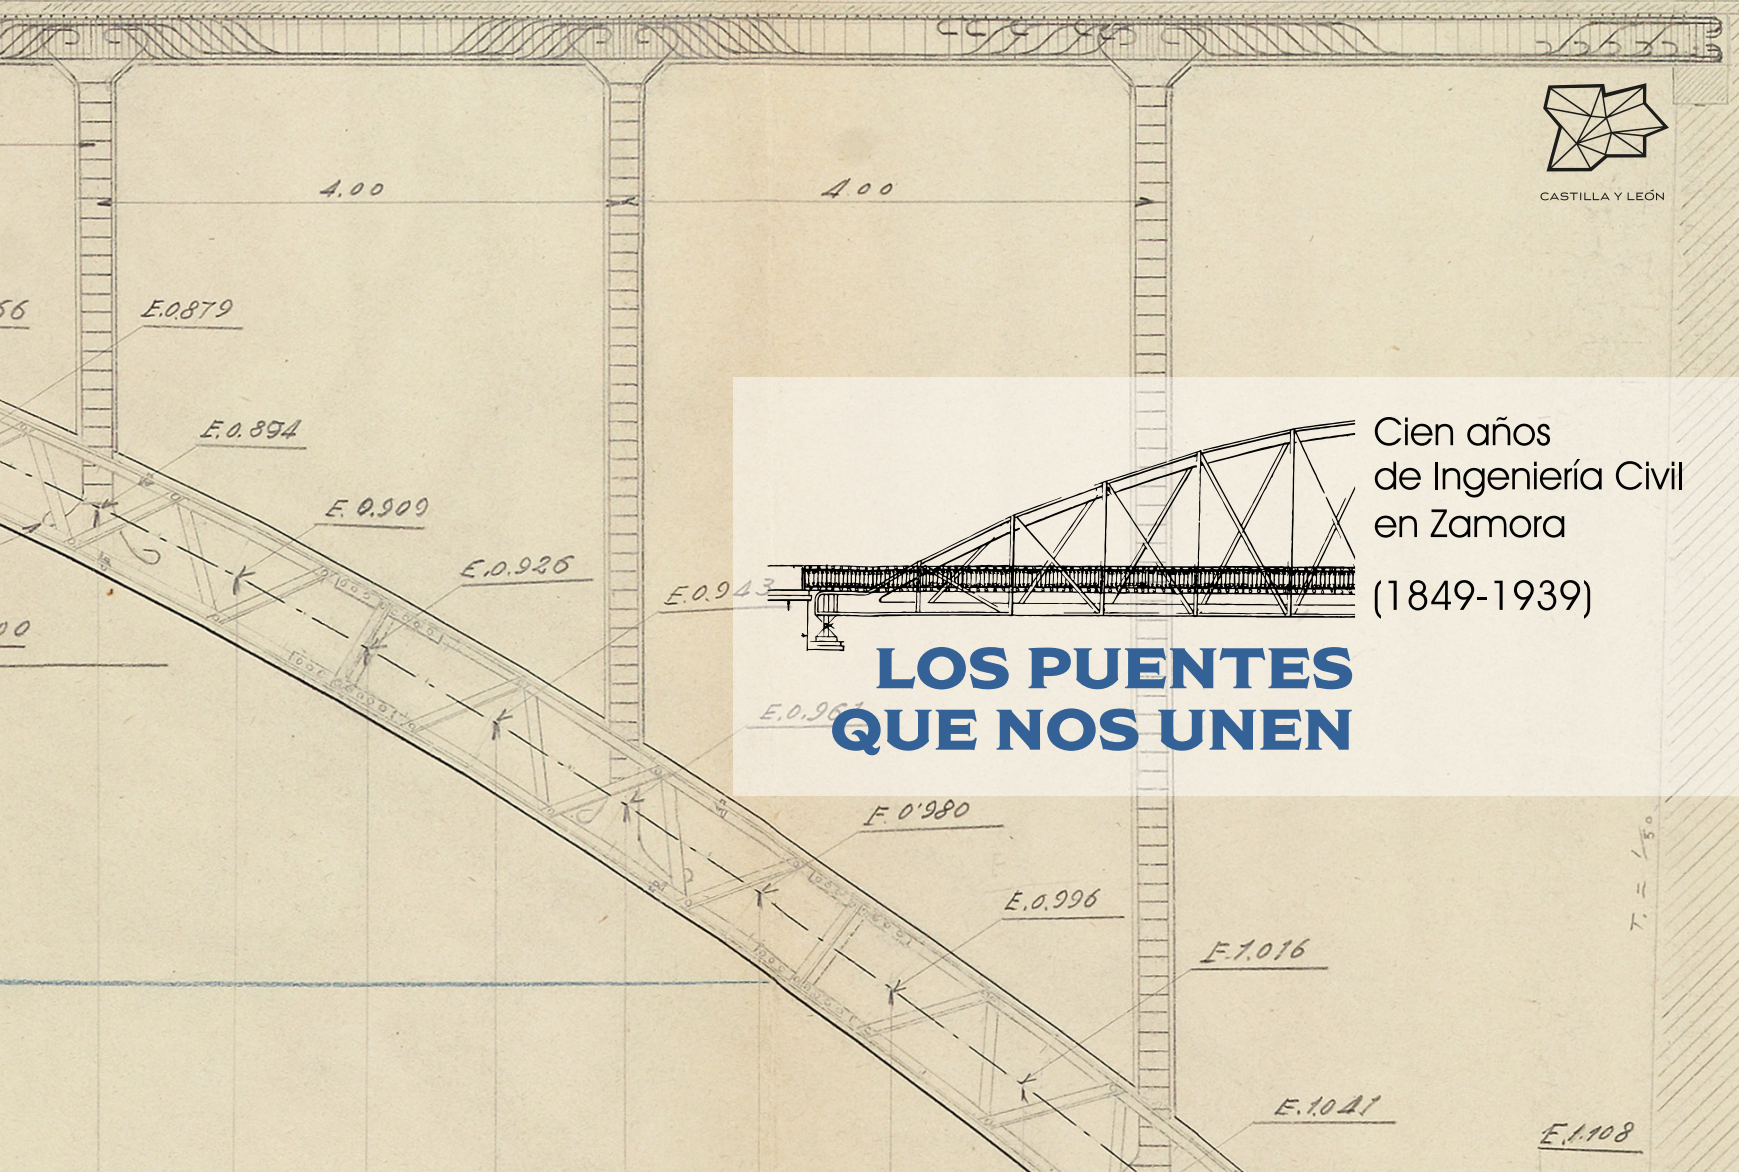 4.00
4.00
CASTILLA Y LEÓN
66
E.0.879
E.0.894
Cien años
de Ingeniería Civil
en Zamora
(1849-1939)
E.0.909
E.0.926
E.0.943
00
LOS PUENTES
QUE NOS UNEN
E.0.961
E.0'980
E.0.996
E.1.016
E.1.041
E.1.108